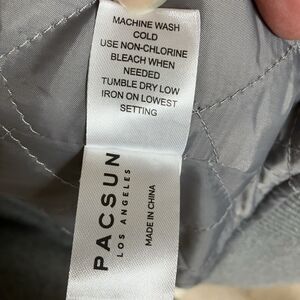 MACHINE WASH
COLD
USE NON-CHLORINE
BLEACH WHEN
NEEDED
TUMBLE DRY LOW
IRON ON LOWEST
SETTING
PACSUN
LOS ANGELES
MADE IN CHINA